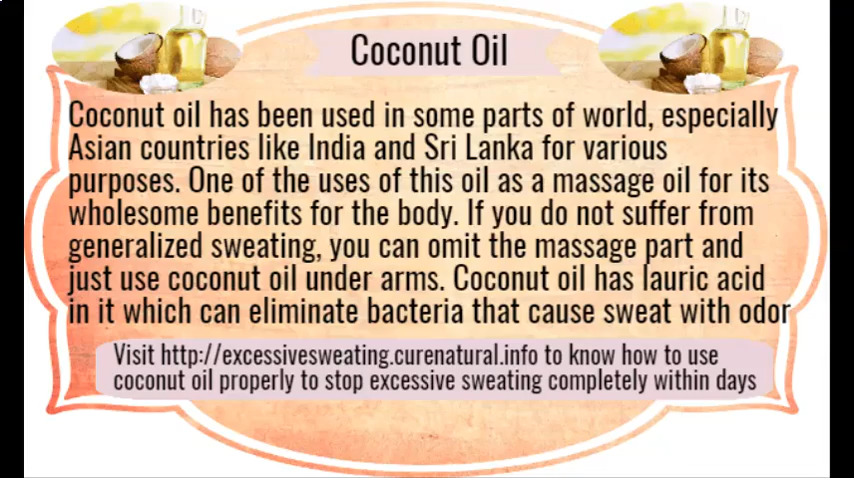 Coconut Oil
Coconut oil has been used in some parts of world, especially
Asian countries like India and Sri Lanka for various
purposes. One of the uses of this oil as a massage oil for its
wholesome benefits for the body. If you do not suffer from
generalized sweating, you can omit the massage part and
just use coconut oil under arms. Coconut oil has lauric acid
in it which can eliminate bacteria that cause sweat with odor
Visit http://excessivesweating.curenatural.info to know how to use
coconut oil properly to stop excessive sweating completely within days